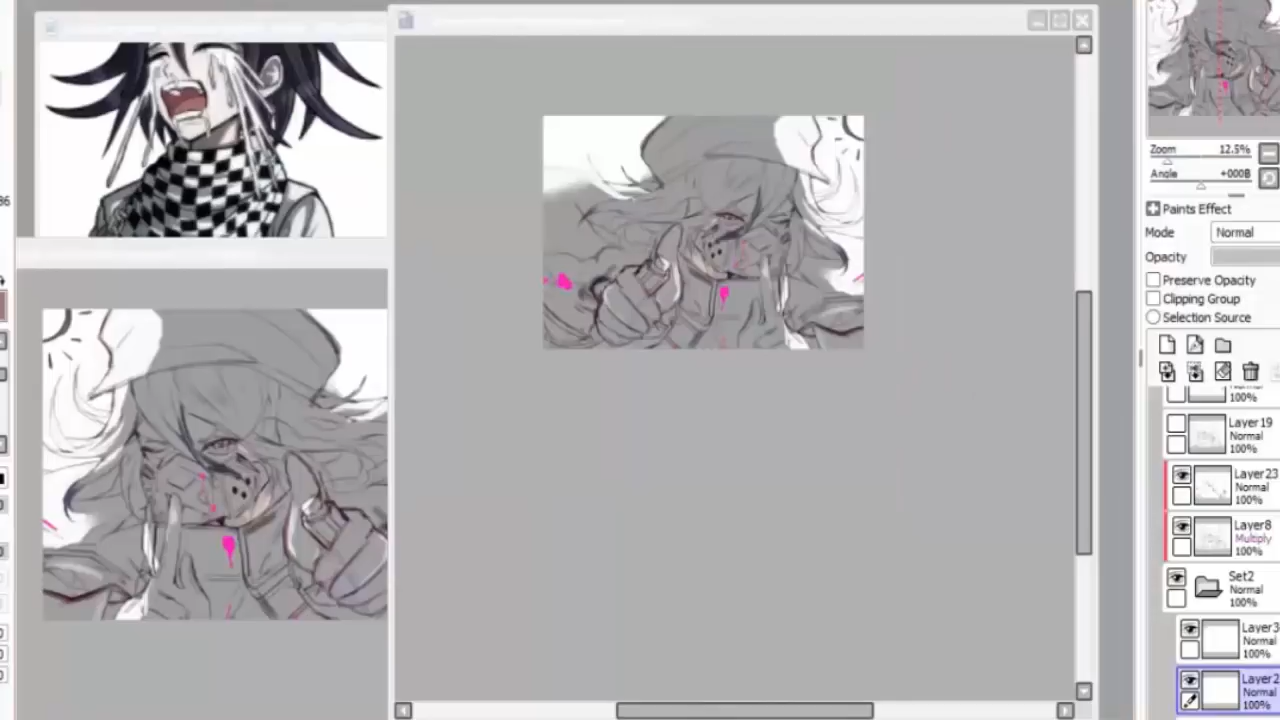 86
Zoom 12.5%
Angle +000B
Paints Effect
Mode Normal
Opacity
Preserve Opacity
Clipping Group
Selection Source
100%
Layer19
Normal
100%
Layer23
Normal
100%
Layer8
Multiply
100%
Set2
Normal
100%
Layer3
Normal
100%
Layer2
Normal
100%